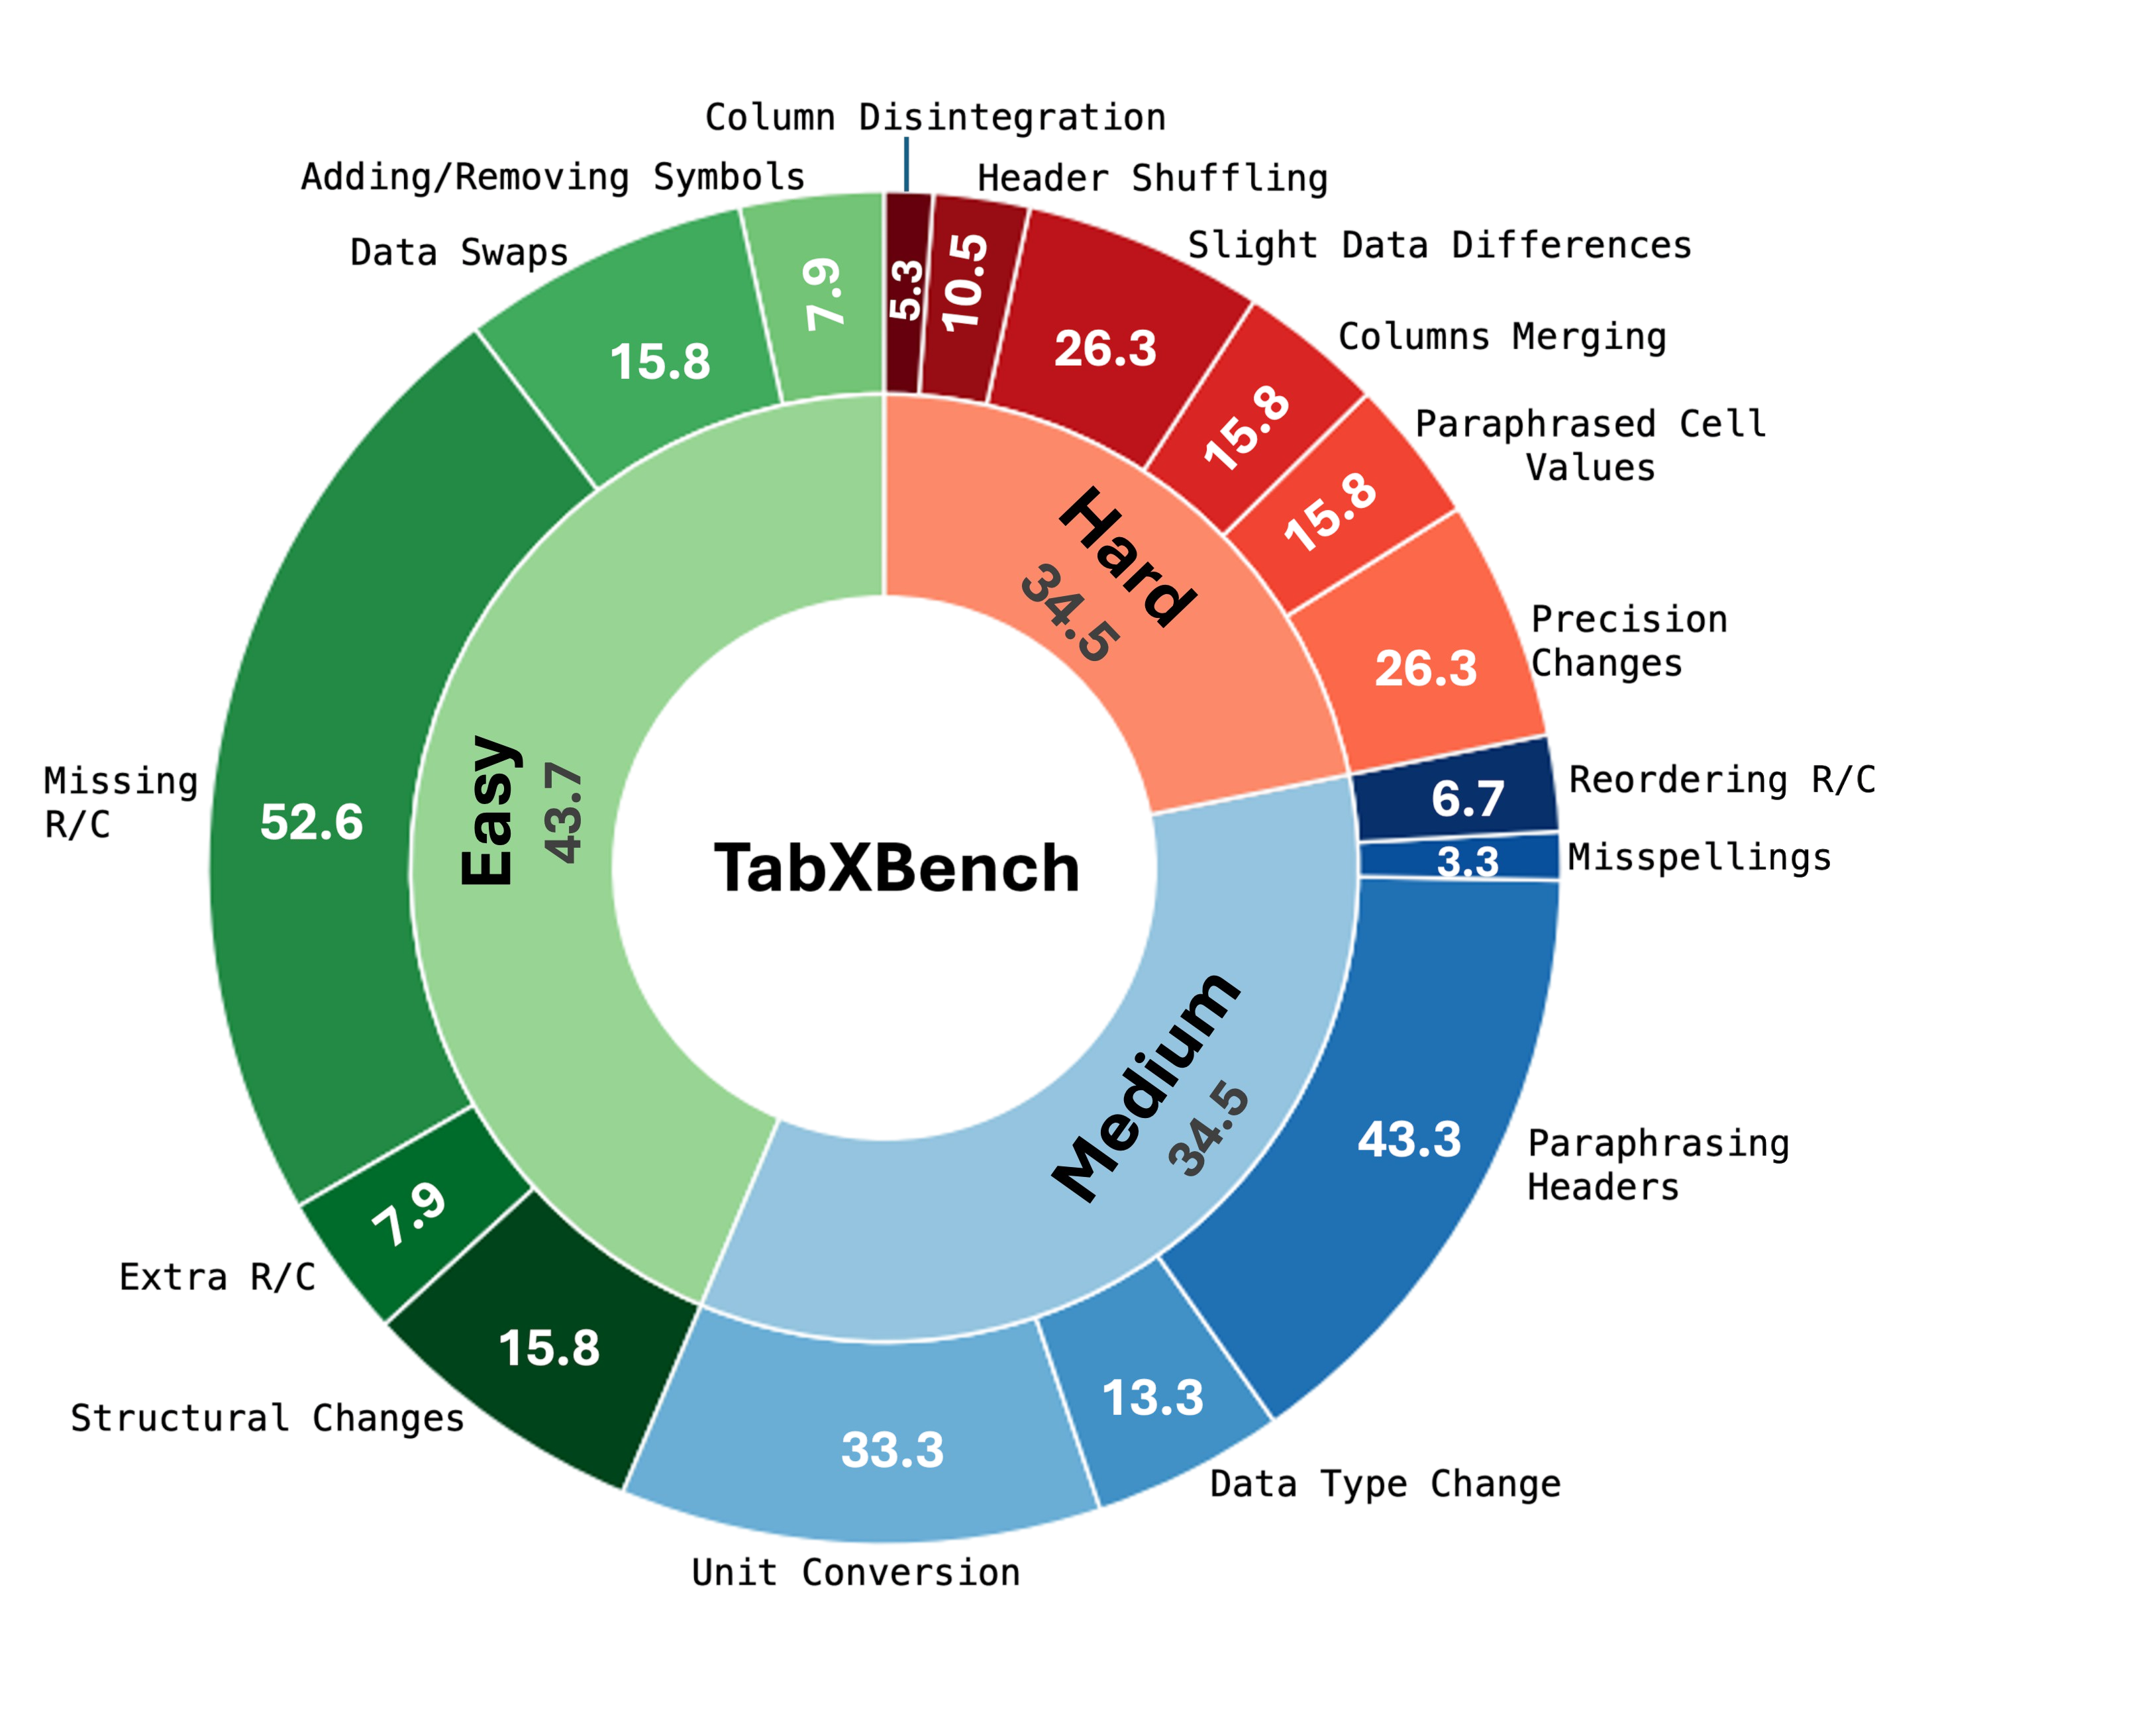 Column Disintegration
Adding/Removing Symbols
Header Shuffling
Data Swaps
Slight Data Differences
Columns Merging
Paraphrased Cell
Values
Precision
Changes
Reordering R/C
Misspellings
Paraphrasing
Headers
Data Type Change
Unit Conversion
Structural Changes
Extra R/C
Missing
R/C
5.3
10.5
26.3
15.8
15.8
26.3
6.7
3.3
43.3
13.3
33.3
15.8
7.9
52.6
15.8
7.9
Hard
34.5
Medium
34.5
Easy
43.7
TabXBench